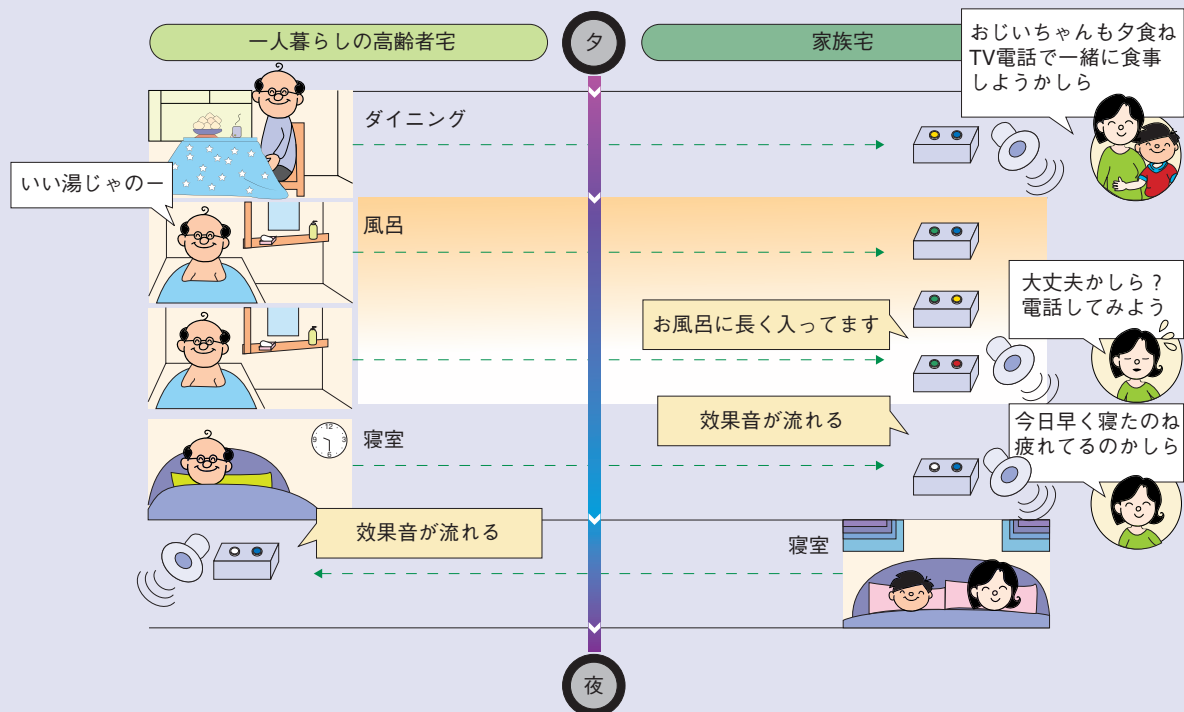 一人暮らしの高齢者宅
夕
家族宅
おじいちゃんも夕食ね
TV電話で一緒に食事
しようかしら
ダイニング
いい湯じゃのー
風呂
大丈夫かしら？
電話してみよう
お風呂に長く入ってます
効果音が流れる
今日早く寝たのね
疲れてるのかしら
寝室
12
9
3
6
効果音が流れる
寝室
夜